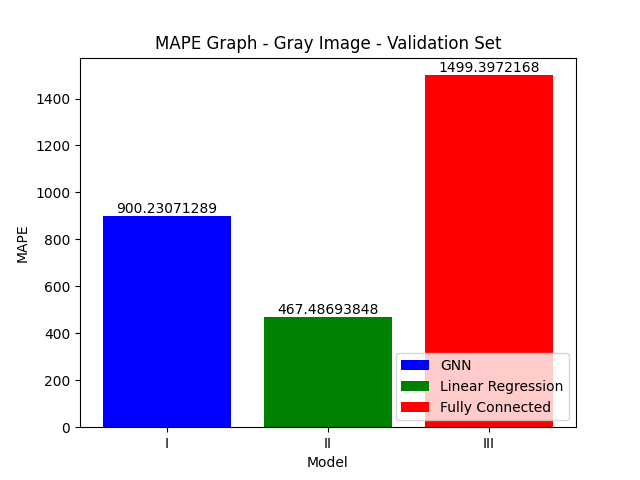 MAPE Graph - Gray Image - Validation Set
1499.3972168
900.23071289
467.48693848
1400
1200
1000
800
600
400
200
0
MAPE
GNN
Linear Regression
Fully Connected
I II III
Model